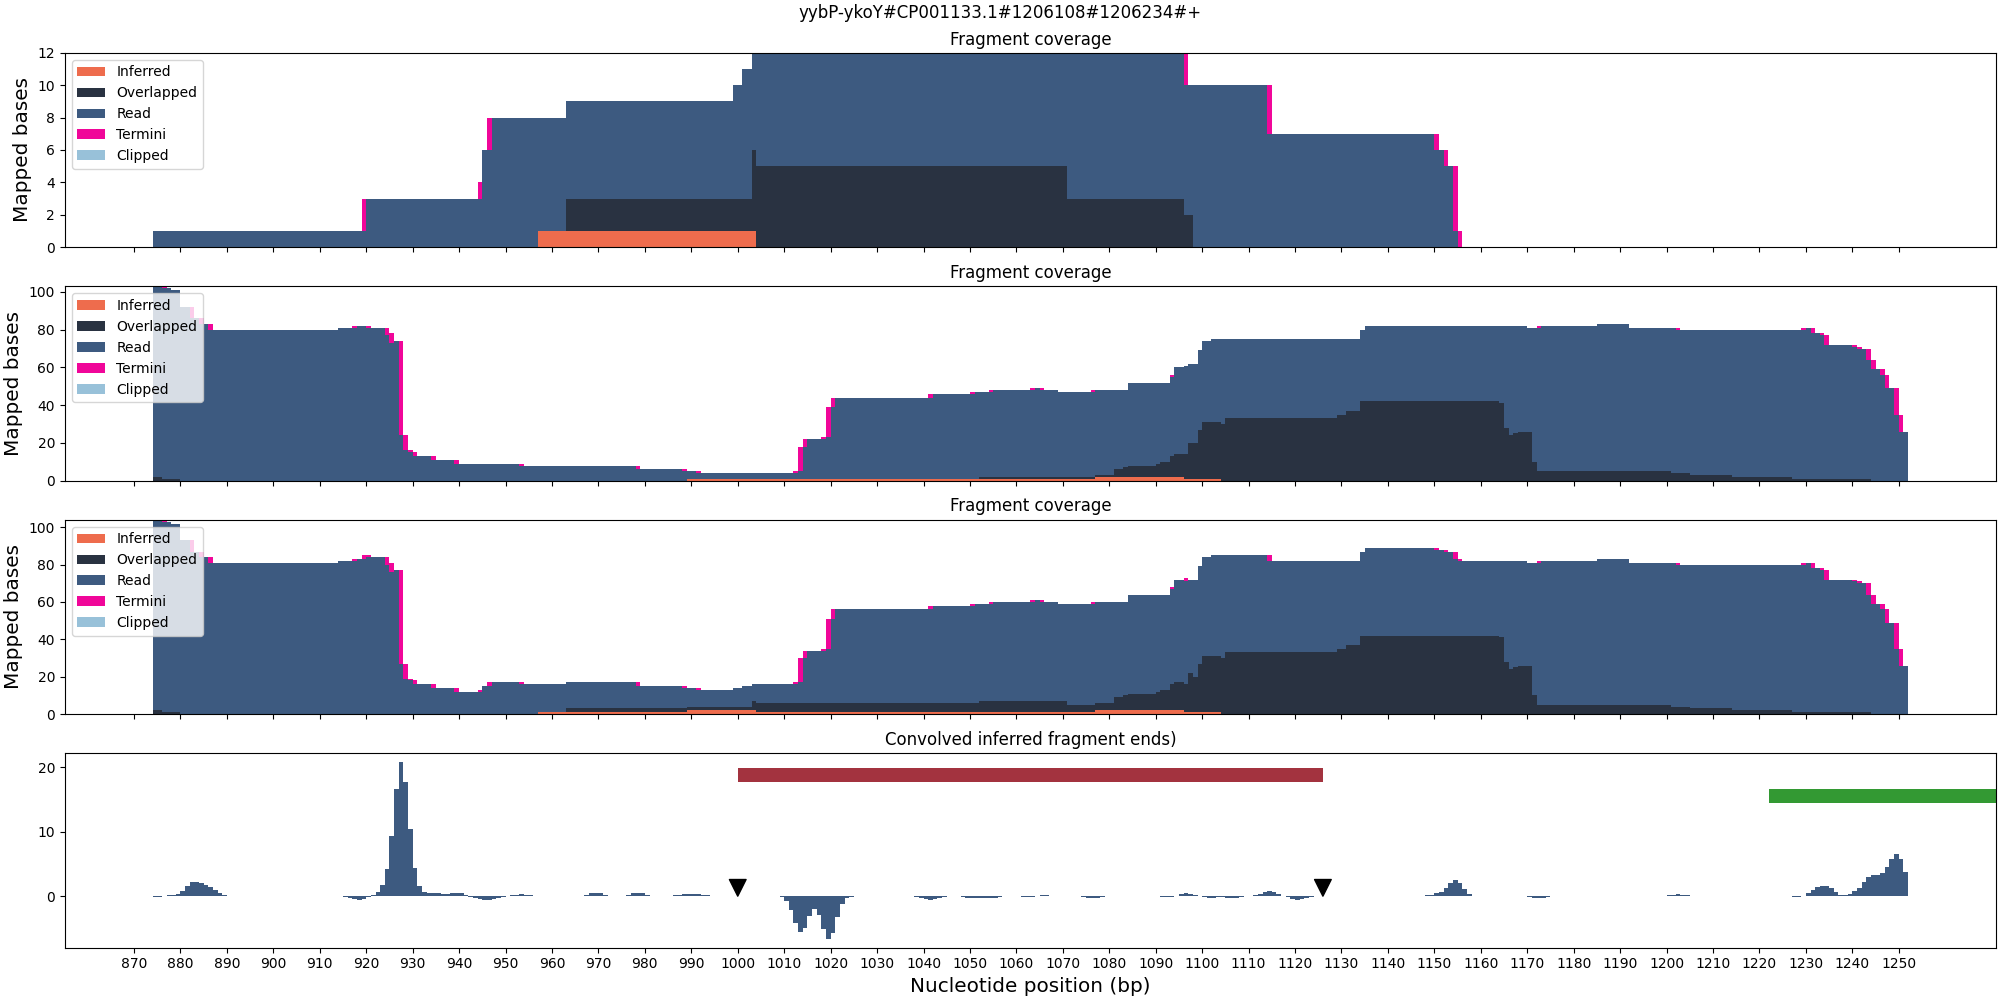 yybP-ykoY#CP001133.1#1206108#1206234#+
Fragment coverage
Mapped bases
12
10
8
6
4
2
0
Inferred
Overlapped
Read
Termini
Clipped
Fragment coverage
Mapped bases
100
80
60
40
20
0
Inferred
Overlapped
Read
Termini
Clipped
Fragment coverage
Mapped bases
100
80
60
40
20
0
Inferred
Overlapped
Read
Termini
Clipped
Convolved inferred fragment ends)
20
10
0
870 880 890 900 910 920 930 940 950 960 970 980 990 1000 1010 1020 1030 1040 1050 1060 1070 1080 1090 1100 1110 1120 1130 1140 1150 1160 1170 1180 1190 1200 1210 1220 1230 1240 1250
Nucleotide position (bp)